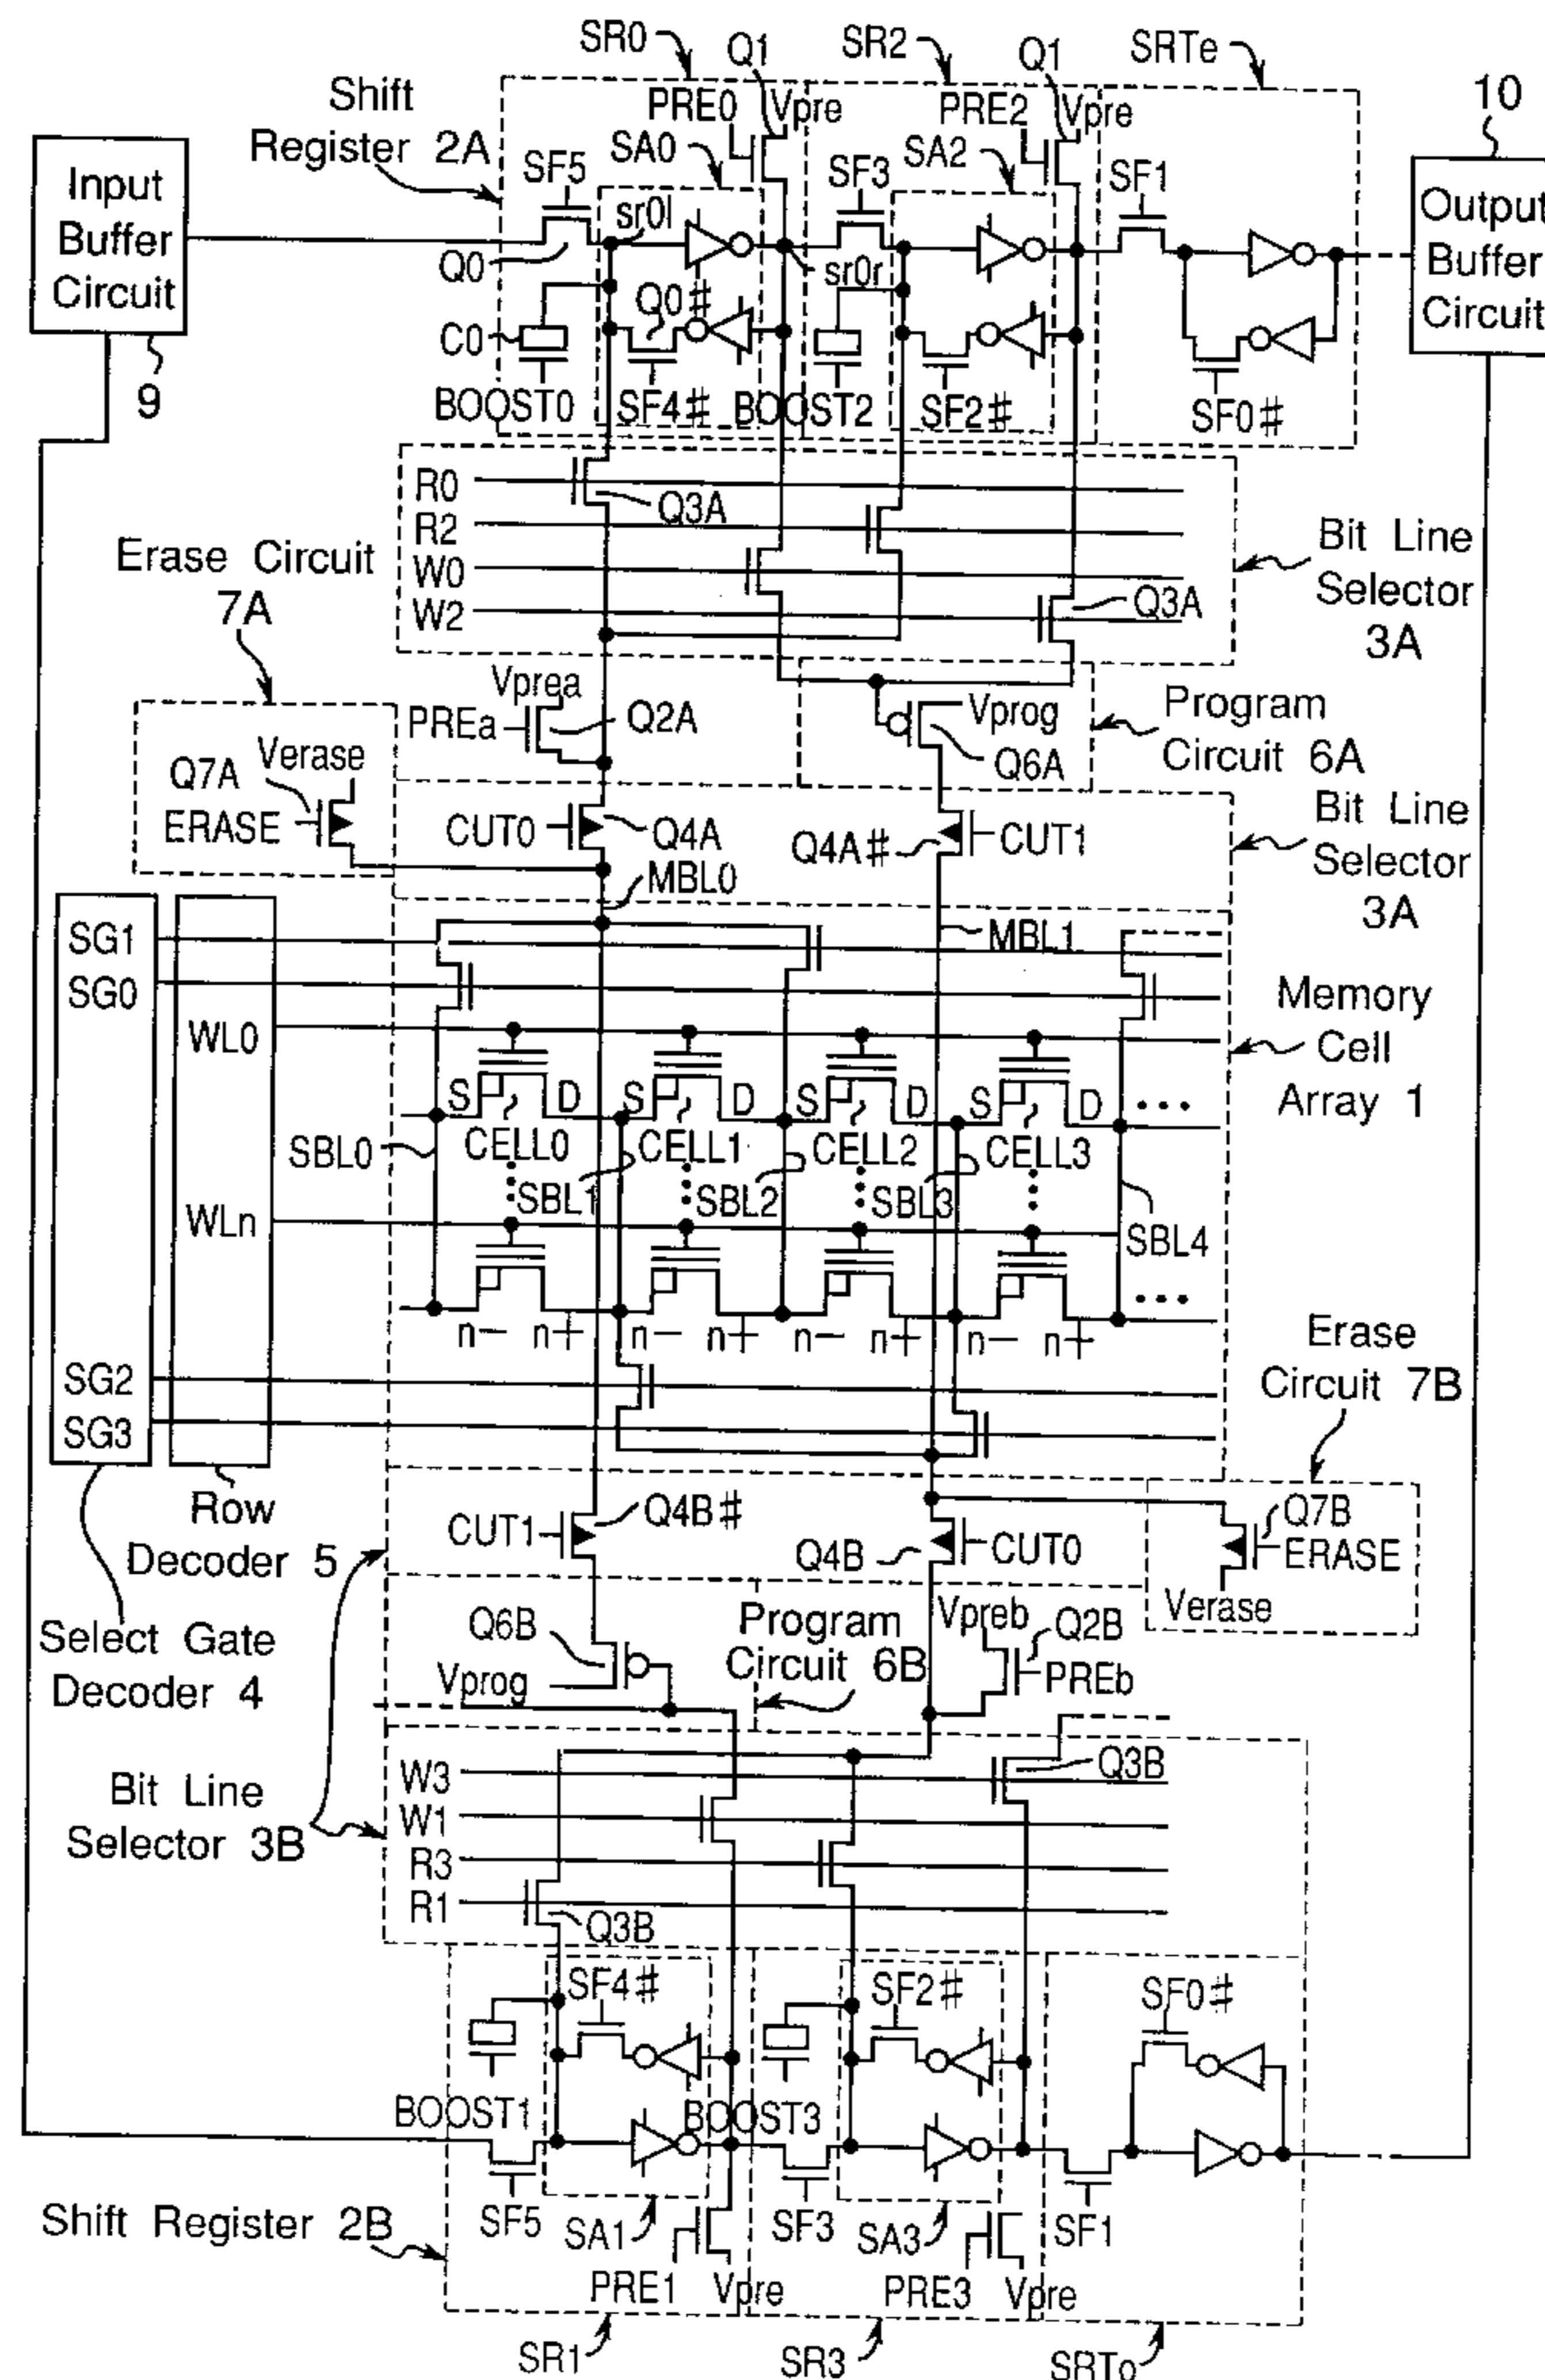 SR0
Q1
SR2
Q1
SRTe
10
Shift
Register 2A
PRE0
Vpre
PRE2
Vpre
SA0
SA2
Input
Buffer
Circuit
9
SF5
sr0l
SF3
SF1
Output
Buffer
Circuit
Q0
sr0r
C0
Q0#
BOOST0
SF4#
BOOST2
SF2#
SF0#
R0
Q3A
R2
W0
W2
Q3A
Bit Line
Selector
3A
Erase Circuit
7A
Vprea
PREa
Q2A
Vprog
Q6A
Program
Circuit 6A
Q7A
Verase
ERASE
CUT0
Q4A
Q4A#
CUT1
Bit Line
Selector
3A
MBL0
MBL1
SG1
SG0
WL0
Memory
Cell
Array 1
S
D
S
D
S
D
S
D
...
CELL0
CELL1
CELL2
CELL3
SBL0
SBL1
SBL2
SBL3
SBL4
WLn
n-
n+
n-
n+
n-
n+
n-
n+
...
SG2
SG3
Erase
Circuit 7B
Row
Decoder 5
Select Gate
Decoder 4
CUT1
Q4B#
Q4B
CUT0
Q7B
ERASE
Verase
Q6B
Vprog
Program
Circuit 6B
Vpreb
Q2B
PREb
Bit Line
Selector 3B
W3
Q3B
W1
R3
R1
Q3B
SF4#
SF2#
SF0#
BOOST1
BOOST3
SF5
SA1
SF3
SA3
SF1
Shift Register 2B
PRE1
Vpre
PRE3
Vpre
SR1
SR3
SRTo